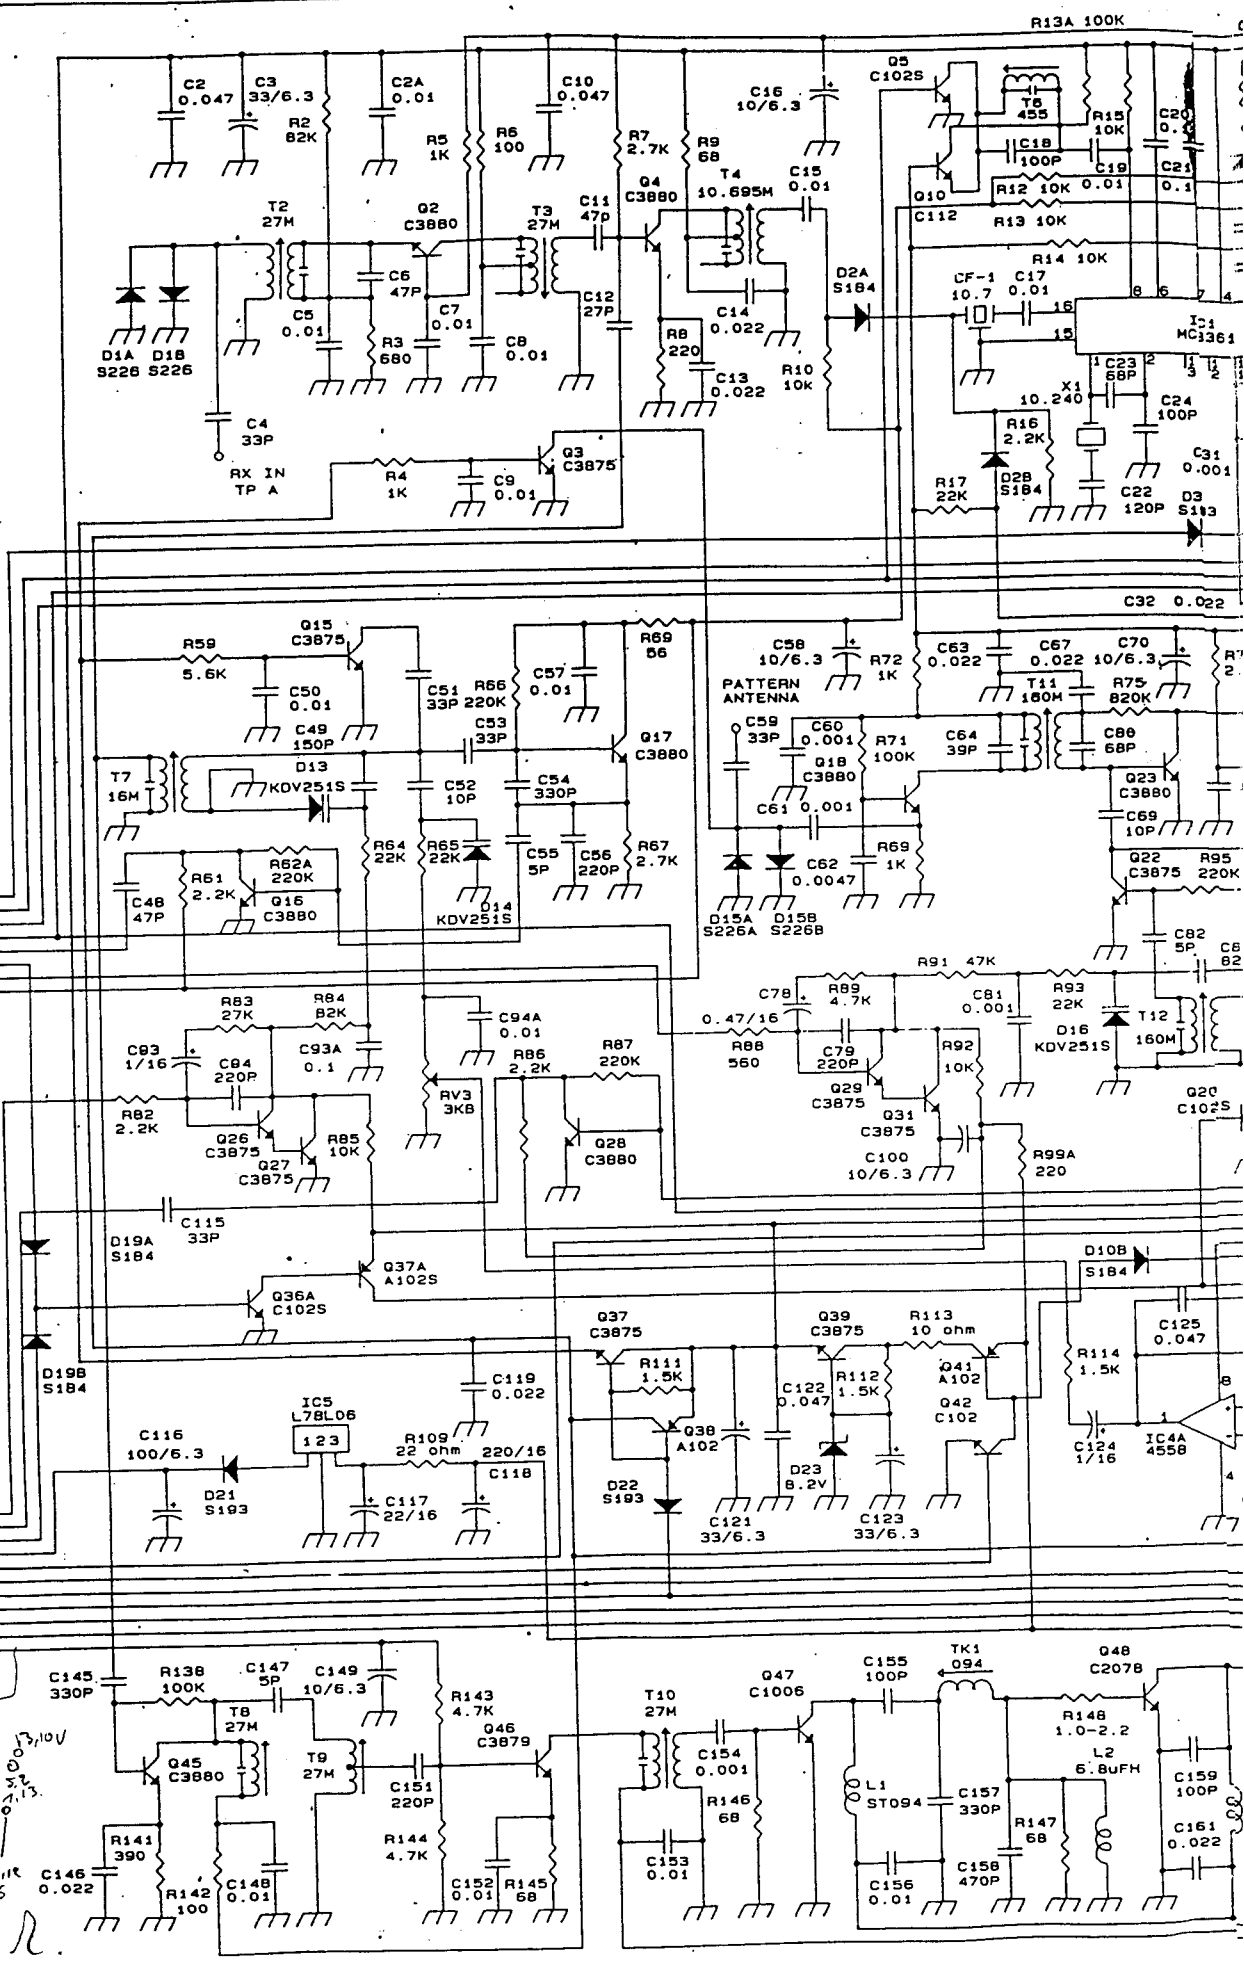 R13A 100K
C2
0.047
C3
33/6.3
R2
82K
C2A
0.01
R5
1K
R6
100
C10
0.047
R7
2.7K
R9
68
C16
10/6.3
Q5
C102S
T6
455
R15
10K
C20
C18
100P
C19
0.01
C21
0.1
R12 10K
R13 10K
Q10
C112
R14 10K
T2
27M
Q2
C3880
T3
27M
C11
47P
Q4
C3880
T4
10.695M
C15
0.01
D2A
S184
CF-1
10.7
C17
0.01
16
15
8
6
7
4
IC1
MC3361
1
2
D1A
S226
D1B
S226
C5
0.01
C6
47P
R3
680
C7
0.01
C8
0.01
C12
27P
R8
220
C14
0.022
C13
0.022
R10
10K
C23
68P
X1
10.240
C24
100P
C4
33P
RX IN
TP A
R4
1K
C9
0.01
Q3
C3875
R16
2.2K
R17
22K
D2B
S184
C22
120P
C31
0.001
D3
S193
C32 0.022
R59
5.6K
Q15
C3875
C50
0.01
C51
33P
R66
220K
C57
0.01
R69
56
C58
10/6.3
R72
1K
C63
0.022
C67
0.022
C70
10/6.3
PATTERN
ANTENNA
T11
160M
R75
820K
C49
150P
C53
33P
Q17
C3880
C59
33P
C60
0.001
R71
100K
Q18
C3880
C64
39P
C80
68P
T7
16M
D13
KDV251S
C52
10P
C54
330P
C61 0.001
Q23
C3880
C69
10P
R64
22K
R65
22K
C55
5P
C56
220P
R67
2.7K
C62
0.0047
R69
1K
Q22
C3875
R95
220K
C48
47P
R61
2.2K
R62A
220K
Q16
C3880
D14
KDV251S
D15A
S226A
D15B
S226B
C82
5P
R91 47K
R83
27K
R84
82K
C94A
0.01
C78
0.47/16
R89
4.7K
C81
0.001
R93
22K
T12
160M
C93
1/16
C94
220P
C93A
0.1
R86
2.2K
R87
220K
R88
560
C79
220P
R92
10K
D16
KDV251S
RV3
3KB
R82
2.2K
Q26
C3875
Q27
C3875
R85
10K
Q28
C3880
Q29
C3875
Q31
C3875
C100
10/6.3
R99A
220
Q20
C102S
C115
33P
D19A
S184
Q37A
A102S
Q36A
C102S
D10B
S184
C125
0.047
Q37
C3875
Q39
C3875
R113
10 ohm
D19B
S184
C119
0.022
R111
1.5K
C122
0.047
R112
1.5K
Q41
A102
R114
1.5K
IC5
L78L06
1 2 3
C116
100/6.3
R109
22 ohm
220/16
C118
Q38
A102
Q42
C102
C124
1/16
IC4A
4558
1
8
4
D21
S193
C117
22/16
D22
S193
C121
33/6.3
D23
8.2V
C123
33/6.3
C145
330P
R138
100K
C147
5P
C149
10/6.3
R143
4.7K
T10
27M
Q47
C1006
C155
100P
TK1
094
Q48
C2078
T8
27M
Q46
C3879
Q45
C3880
T9
27M
C151
220P
C154
0.001
R148
1.0-2.2
L2
6.8uFH
L1
ST094
C157
330P
C159
100P
R146
68
R141
390
R144
4.7K
R147
68
C161
0.022
C146
0.022
R142
100
C148
0.01
C152
0.01
R145
68
C153
0.01
C156
0.01
C158
470P